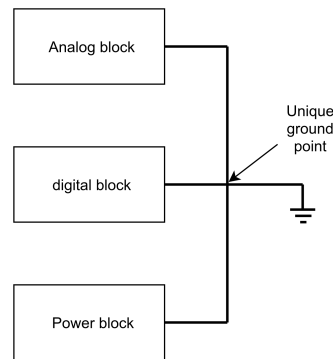 Analog block
Unique
ground
point
digital block
Power block